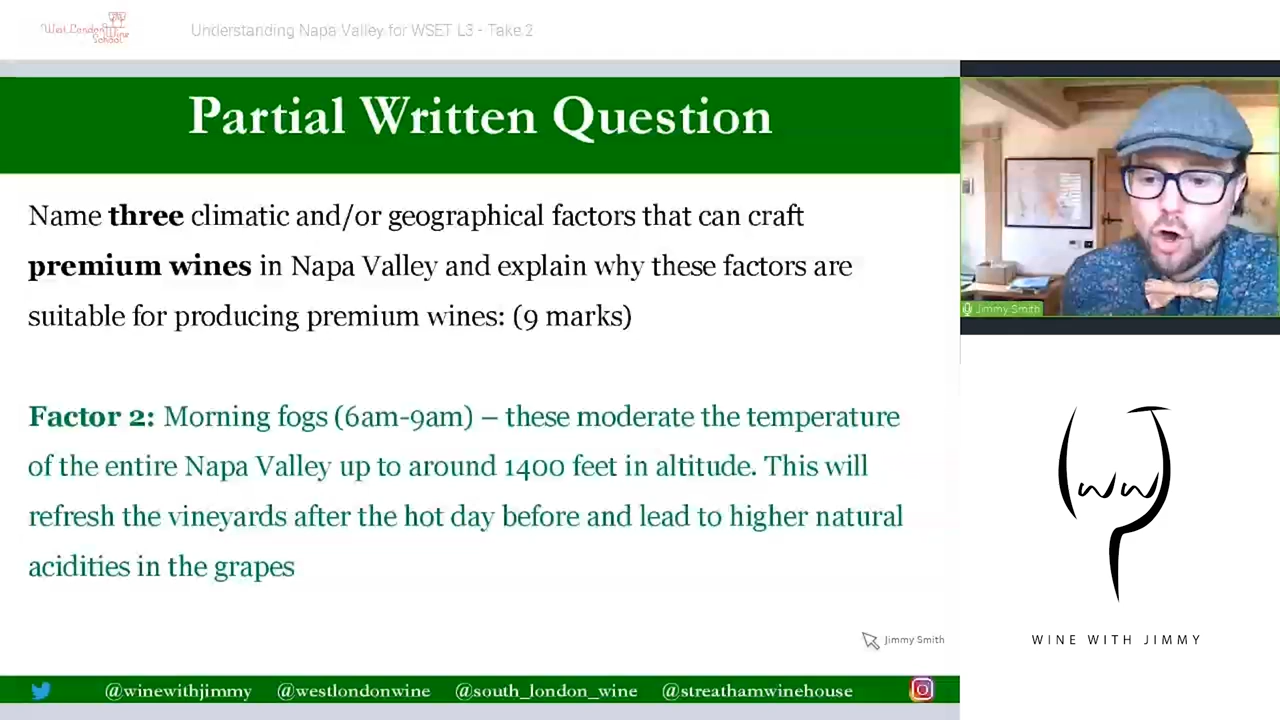 West London Wine School
Understanding Napa Valley for WSET L3 - Take 2
Partial Written Question
Name three climatic and/or geographical factors that can craft
premium wines in Napa Valley and explain why these factors are
suitable for producing premium wines: (9 marks)
Factor 2: Morning fogs (6am-9am) – these moderate the temperature
of the entire Napa Valley up to around 1400 feet in altitude. This will
refresh the vineyards after the hot day before and lead to higher natural
acidities in the grapes
Jimmy Smith
@winewithjimmy @westlondonwine @south_london_wine @streathamwinehouse
Jimmy Smith
WINE WITH JIMMY